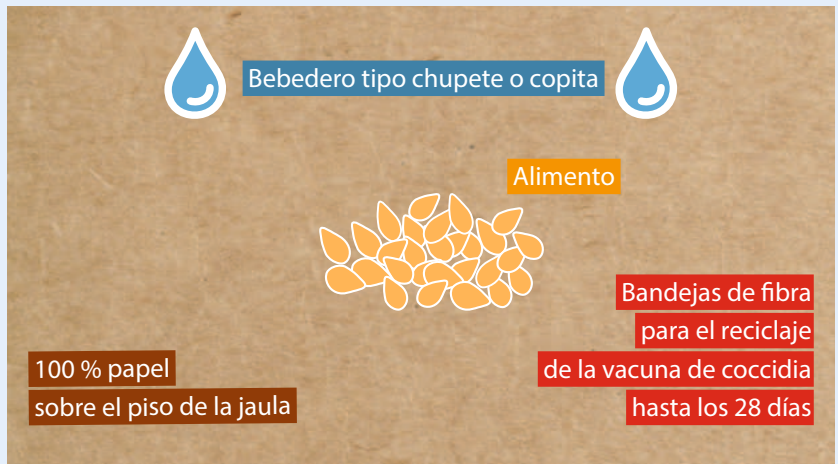 Bebedero tipo chupete o copita
Alimento
100 % papel
sobre el piso de la jaula
Bandejas de fibra
para el reciclaje
de la vacuna de coccidia
hasta los 28 días